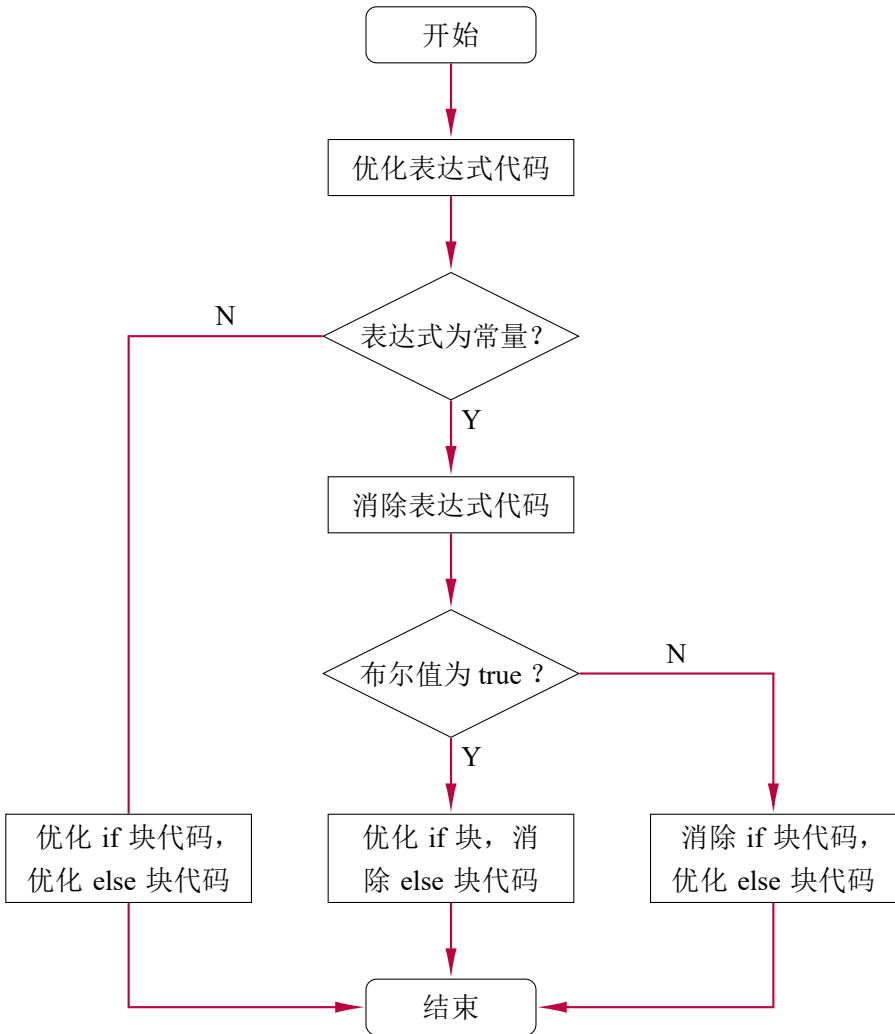 开始
优化表达式代码
N
表达式为常量？
Y
消除表达式代码
布尔值为 true ？
N
Y
优化 if 块代码，
优化 else 块代码
优化 if 块，消
除 else 块代码
消除 if 块代码，
优化 else 块代码
结束